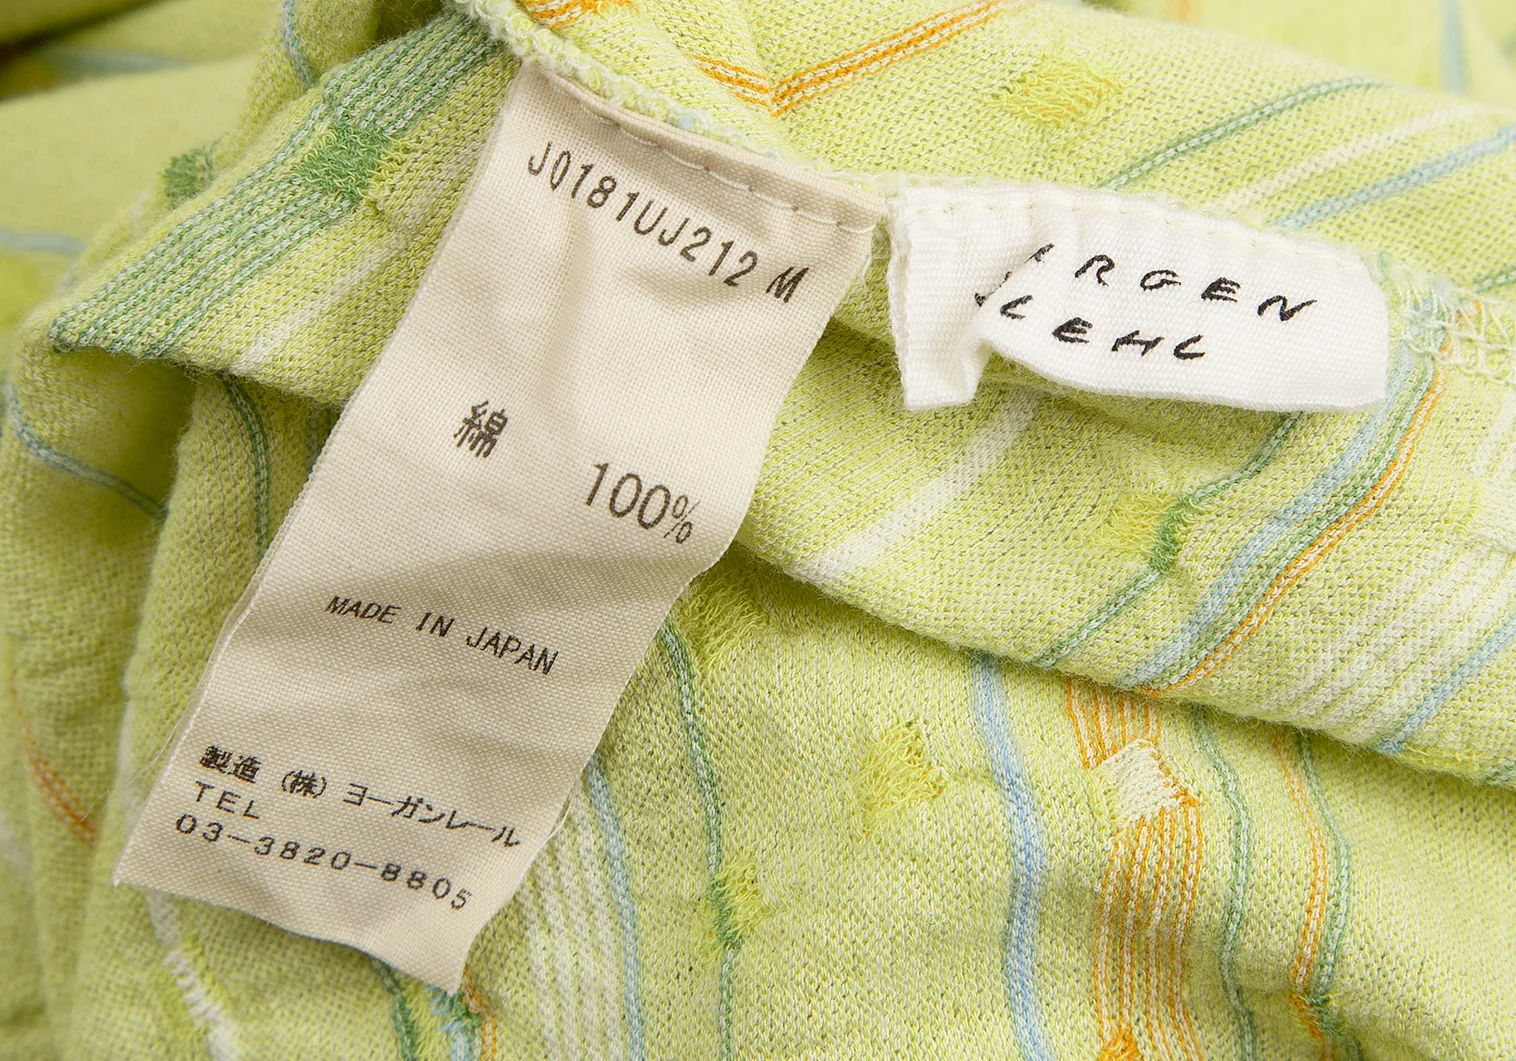 J0181UJ212 M
綿 100%
MADE IN JAPAN
製造 (株) ヨーガンレール
TEL
03-3820-8805
RGEN
LEHL